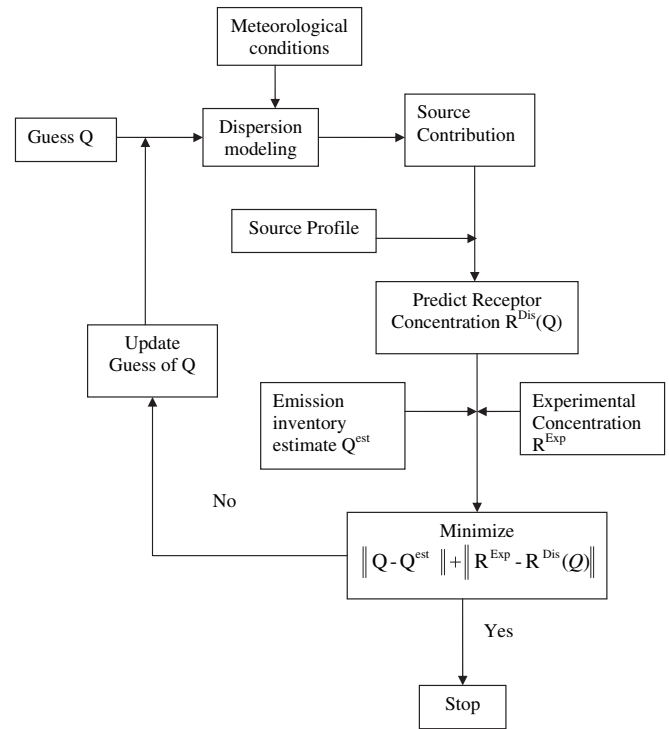 Meteorological
conditions
Guess Q
Dispersion
modeling
Source
Contribution
Source Profile
Predict Receptor
Concentration R^Dis(Q)
Update
Guess of Q
Emission
inventory
estimate Q^est
Experimental
Concentration
R^Exp
No
Minimize
‖ Q - Q^est ‖ + ‖ R^Exp - R^Dis(Q) ‖
Yes
Stop